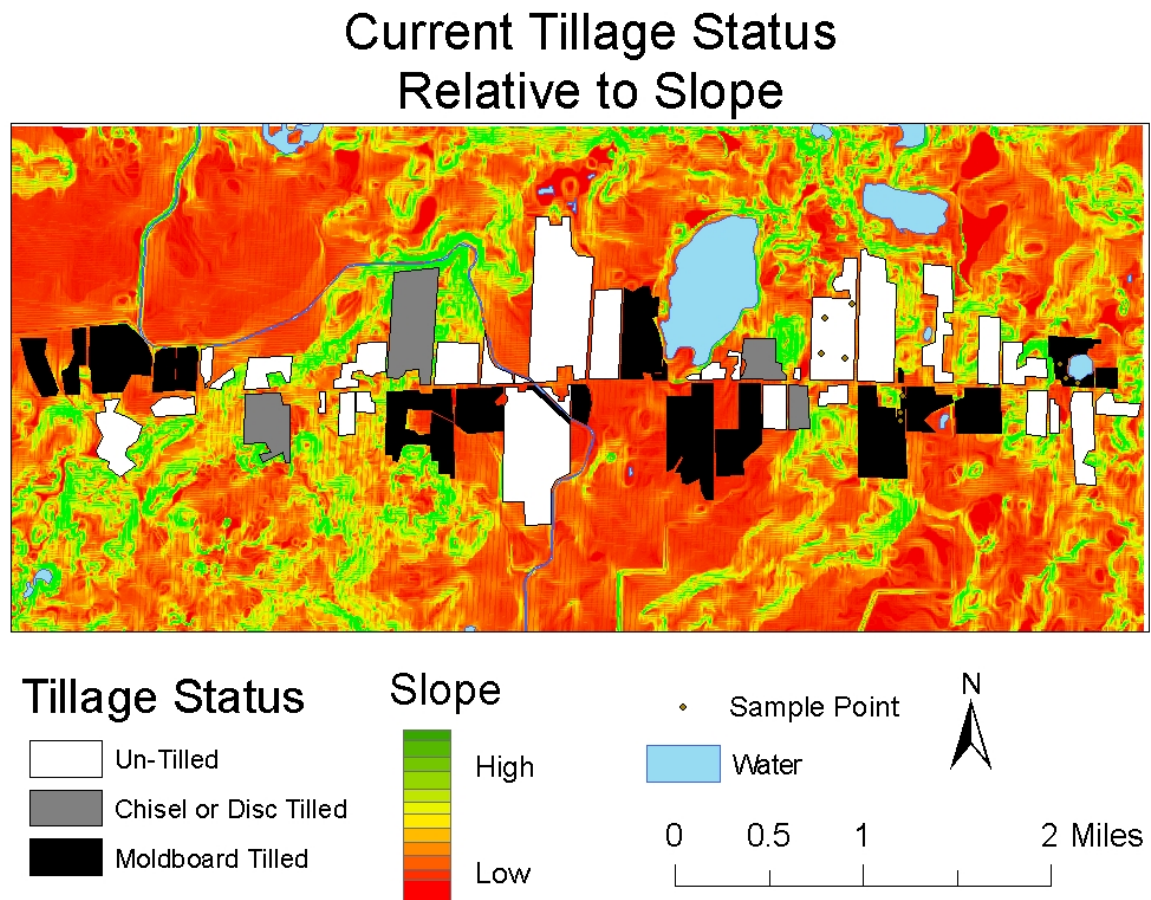 Current Tillage Status
Relative to Slope
Tillage Status
Un-Tilled
Chisel or Disc Tilled
Moldboard Tilled
Slope
High
Low
Sample Point
Water
N
0 0.5 1 2 Miles